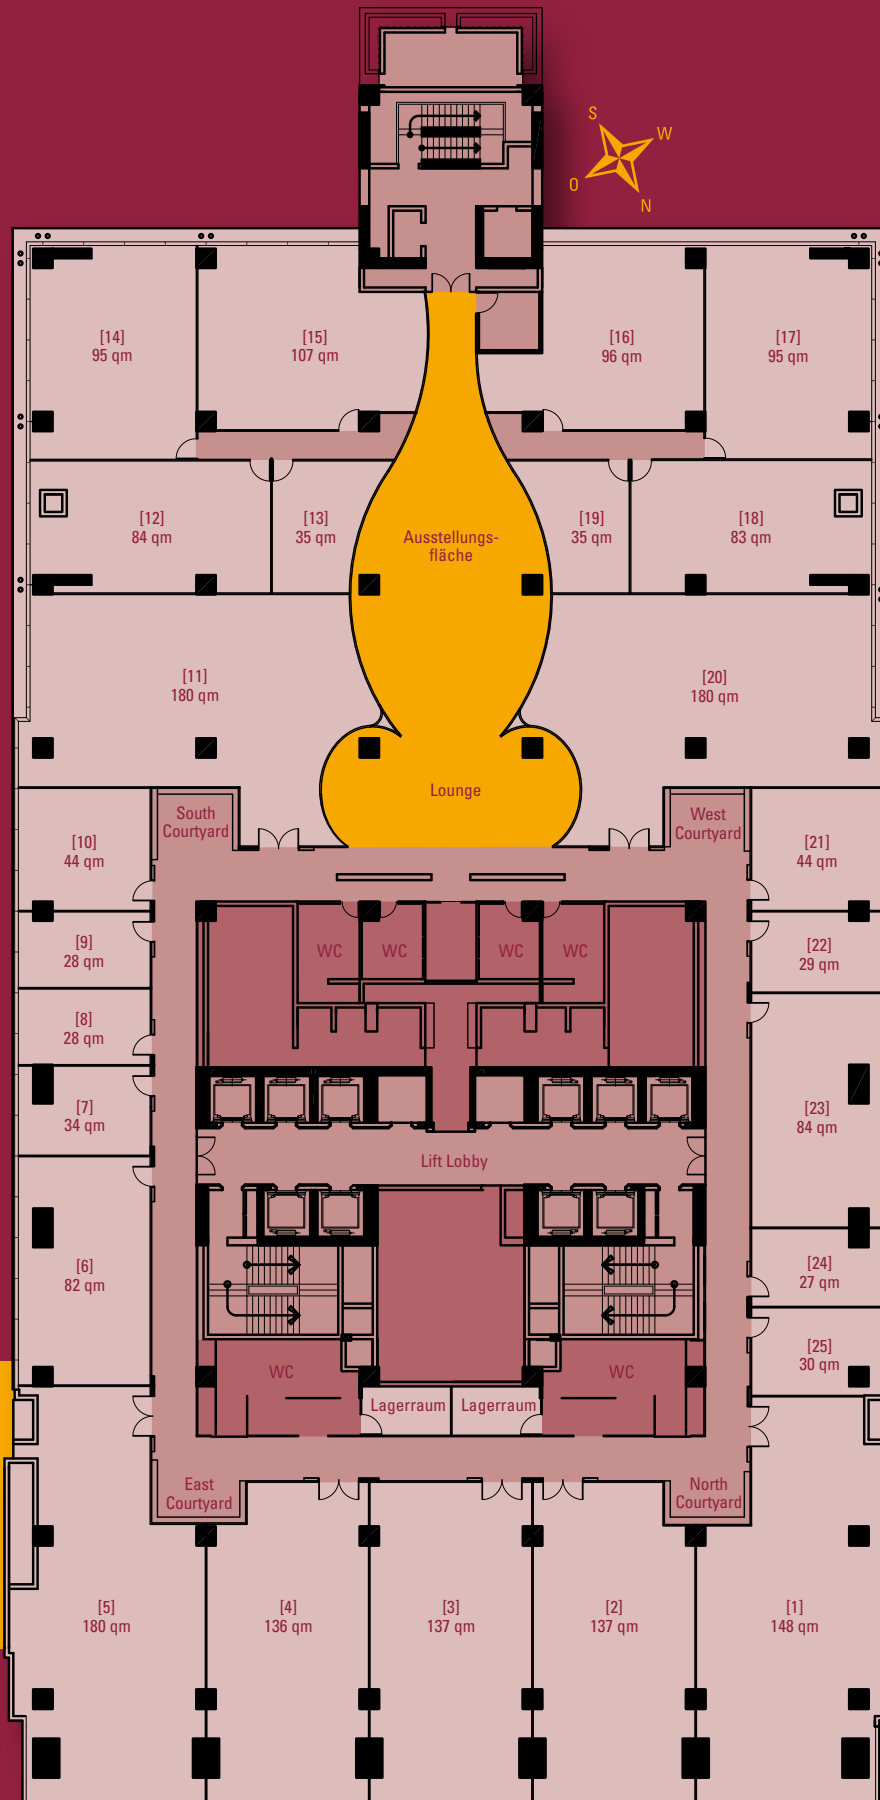 S
W
O
N
[14]
95 qm
[15]
107 qm
[16]
96 qm
[17]
95 qm
[12]
84 qm
[13]
35 qm
Ausstellungs-
fläche
[19]
35 qm
[18]
83 qm
[11]
180 qm
[20]
180 qm
Lounge
South
Courtyard
West
Courtyard
[10]
44 qm
[21]
44 qm
[9]
28 qm
WC
WC
WC
WC
[22]
29 qm
[8]
28 qm
[7]
34 qm
[23]
84 qm
Lift Lobby
[6]
82 qm
[24]
27 qm
[25]
30 qm
WC
WC
Lagerraum
Lagerraum
East
Courtyard
North
Courtyard
[5]
180 qm
[4]
136 qm
[3]
137 qm
[2]
137 qm
[1]
148 qm